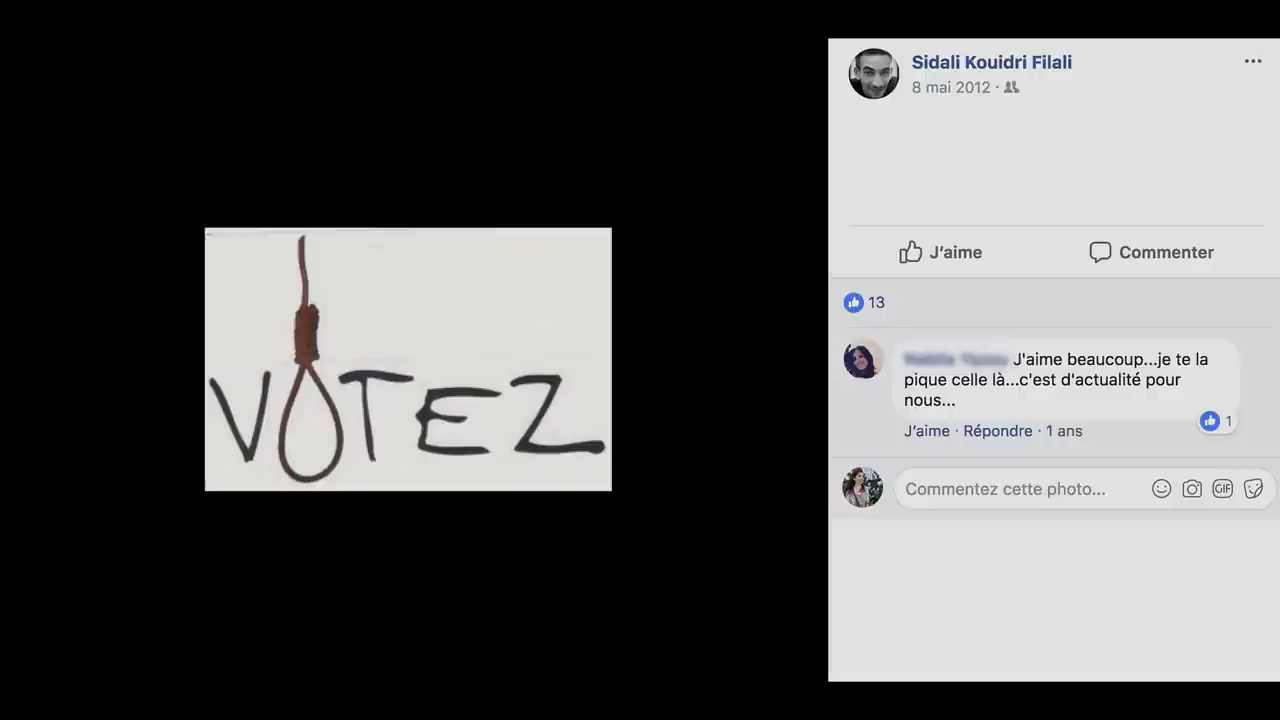 VOTEZ
Sidali Kouidri Filali
8 mai 2012 ·
J'aime
Commenter
13
J'aime beaucoup...je te la
pique celle là...c'est d'actualité pour
nous...
1
J'aime · Répondre · 1 ans
Commentez cette photo...
GIF